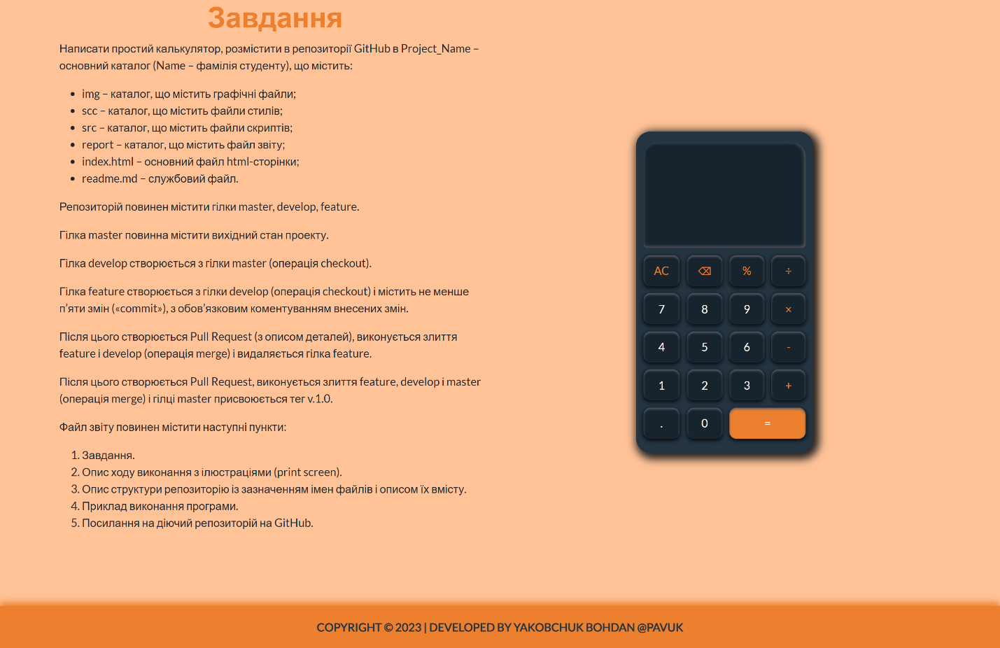 Завдання
Написати простий калькулятор, розмістити в репозиторії GitHub в Project_Name –
основний каталог (Name – фамілія студенту), що містить:
• img – каталог, що містить графічні файли;
• scc – каталог, що містить файли стилів;
• src – каталог, що містить файли скриптів;
• report – каталог, що містить файл звіту;
• index.html – основний файл html-сторінки;
• readme.md – службовий файл.
Репозиторій повинен містити гілки master, develop, feature.
Гілка master повинна містити вихідний стан проекту.
Гілка develop створюється з гілки master (операція checkout).
Гілка feature створюється з гілки develop (операція checkout) і містить не менше
п’яти змін («commit»), з обов’язковим коментуванням внесених змін.
Після цього створюється Pull Request (з описом деталей), виконується злиття
feature і develop (операція merge) і видаляється гілка feature.
Після цього створюється Pull Request, виконується злиття feature, develop і master
(операція merge) і гілці master присвоюється тег v.1.0.
Файл звіту повинен містити наступні пункти:
1. Завдання.
2. Опис ходу виконання з ілюстраціями (print screen).
3. Опис структури репозиторію із зазначенням імен файлів і описом їх вмісту.
4. Приклад виконання програми.
5. Посилання на діючий репозиторій на GitHub.
AC ⌫ % ÷
7 8 9 ×
4 5 6 -
1 2 3 +
. 0 =
COPYRIGHT © 2023 | DEVELOPED BY YAKOBCHUK BOHDAN @PAVUK